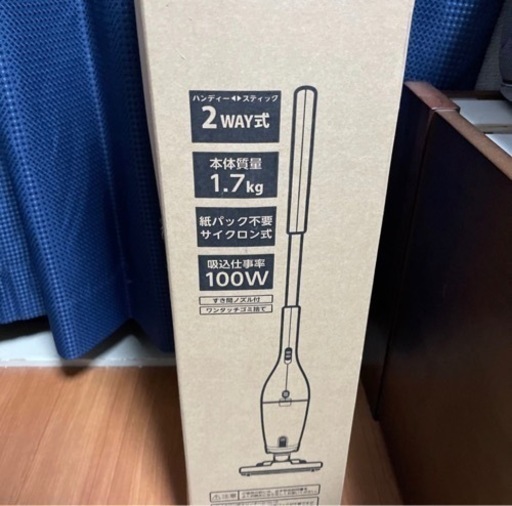 ハンディー◀▶スティック
2 WAY式
本体質量
1.7kg
紙パック不要
サイクロン式
吸込仕事率
100W
すき間ノズル付
ワンタッチゴミ捨て
注意